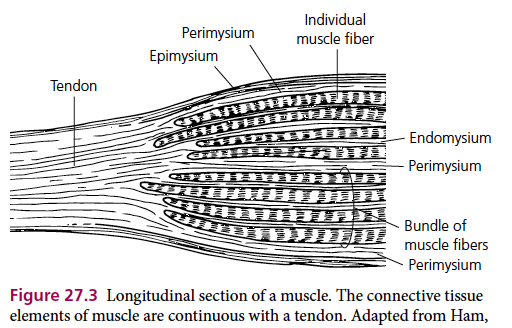 Individual
muscle fiber
Perimysium
Epimysium
Tendon
Endomysium
Perimysium
Bundle of
muscle fibers
Perimysium
Figure 27.3 Longitudinal section of a muscle. The connective tissue
elements of muscle are continuous with a tendon. Adapted from Ham,